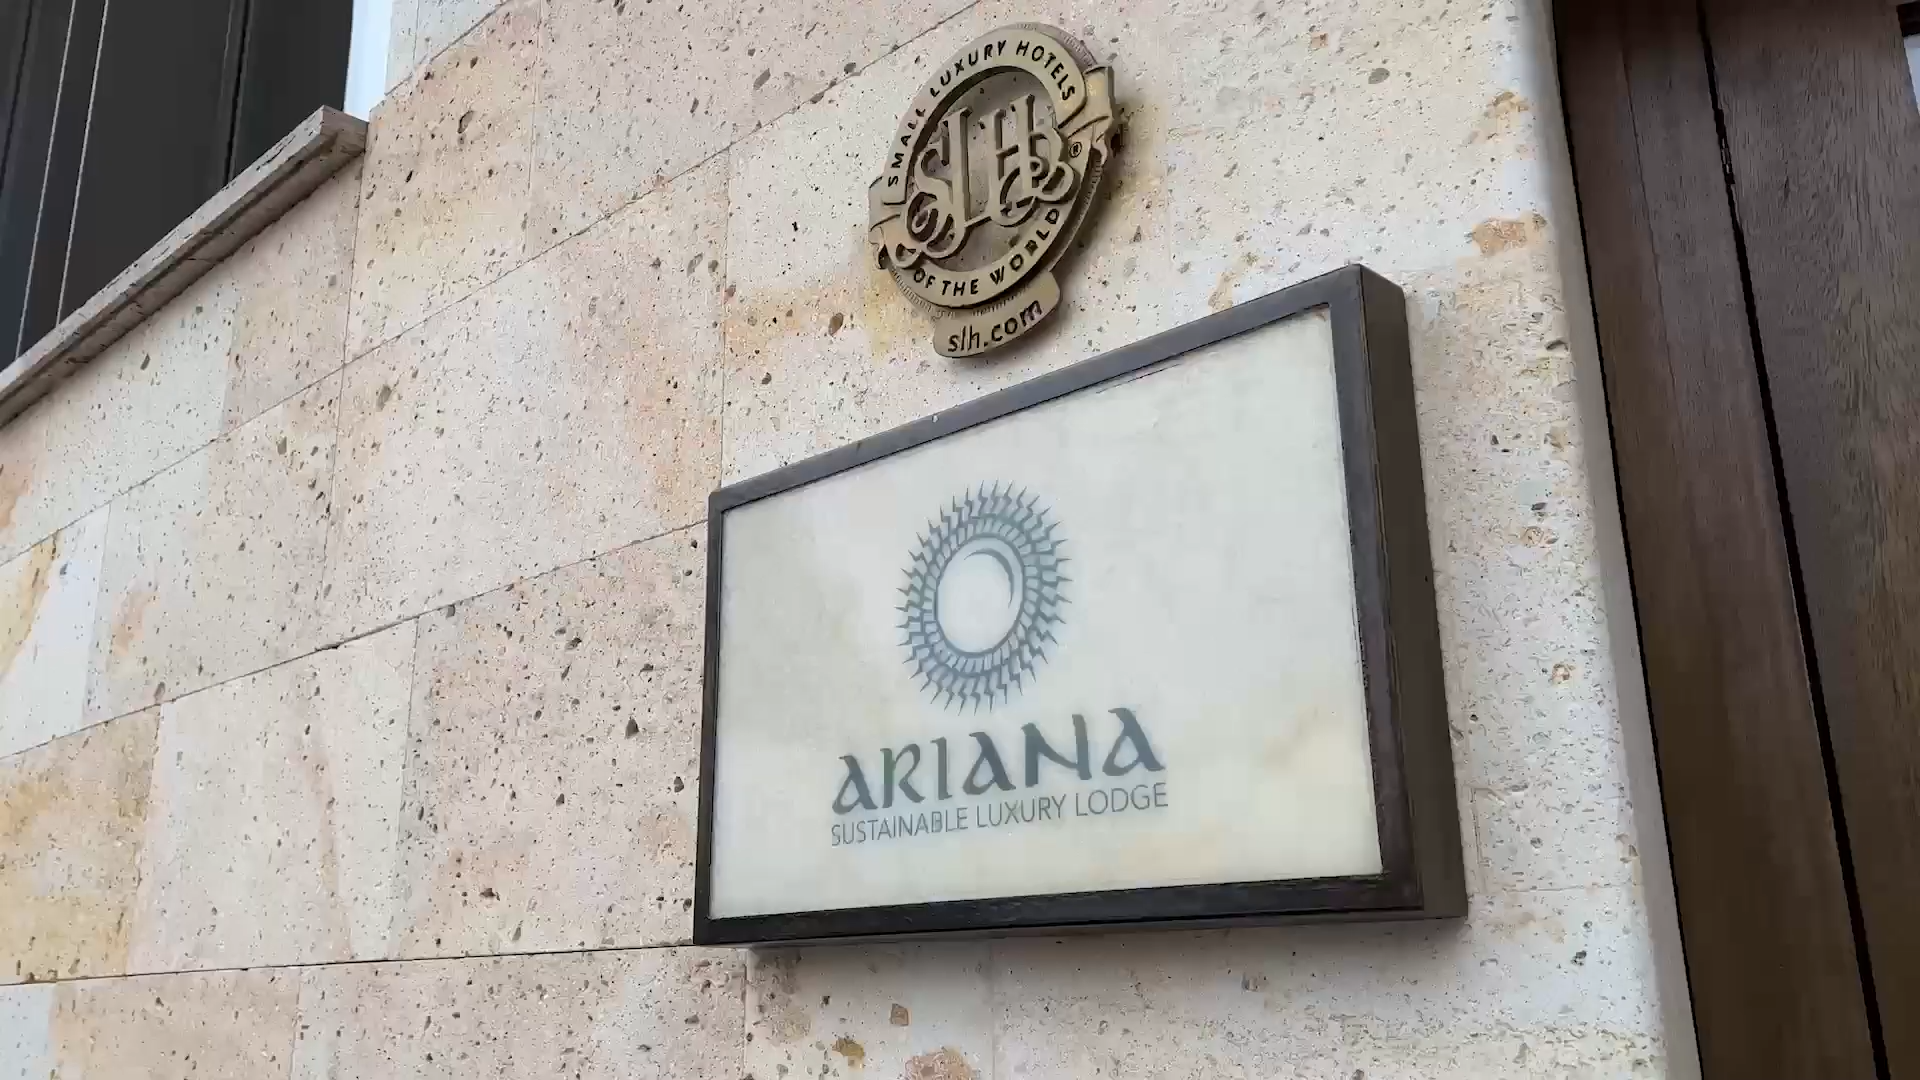 SMALL LUXURY HOTELS
SLH®
OF THE WORLD
slh.com
ARIANA
SUSTAINABLE LUXURY LODGE